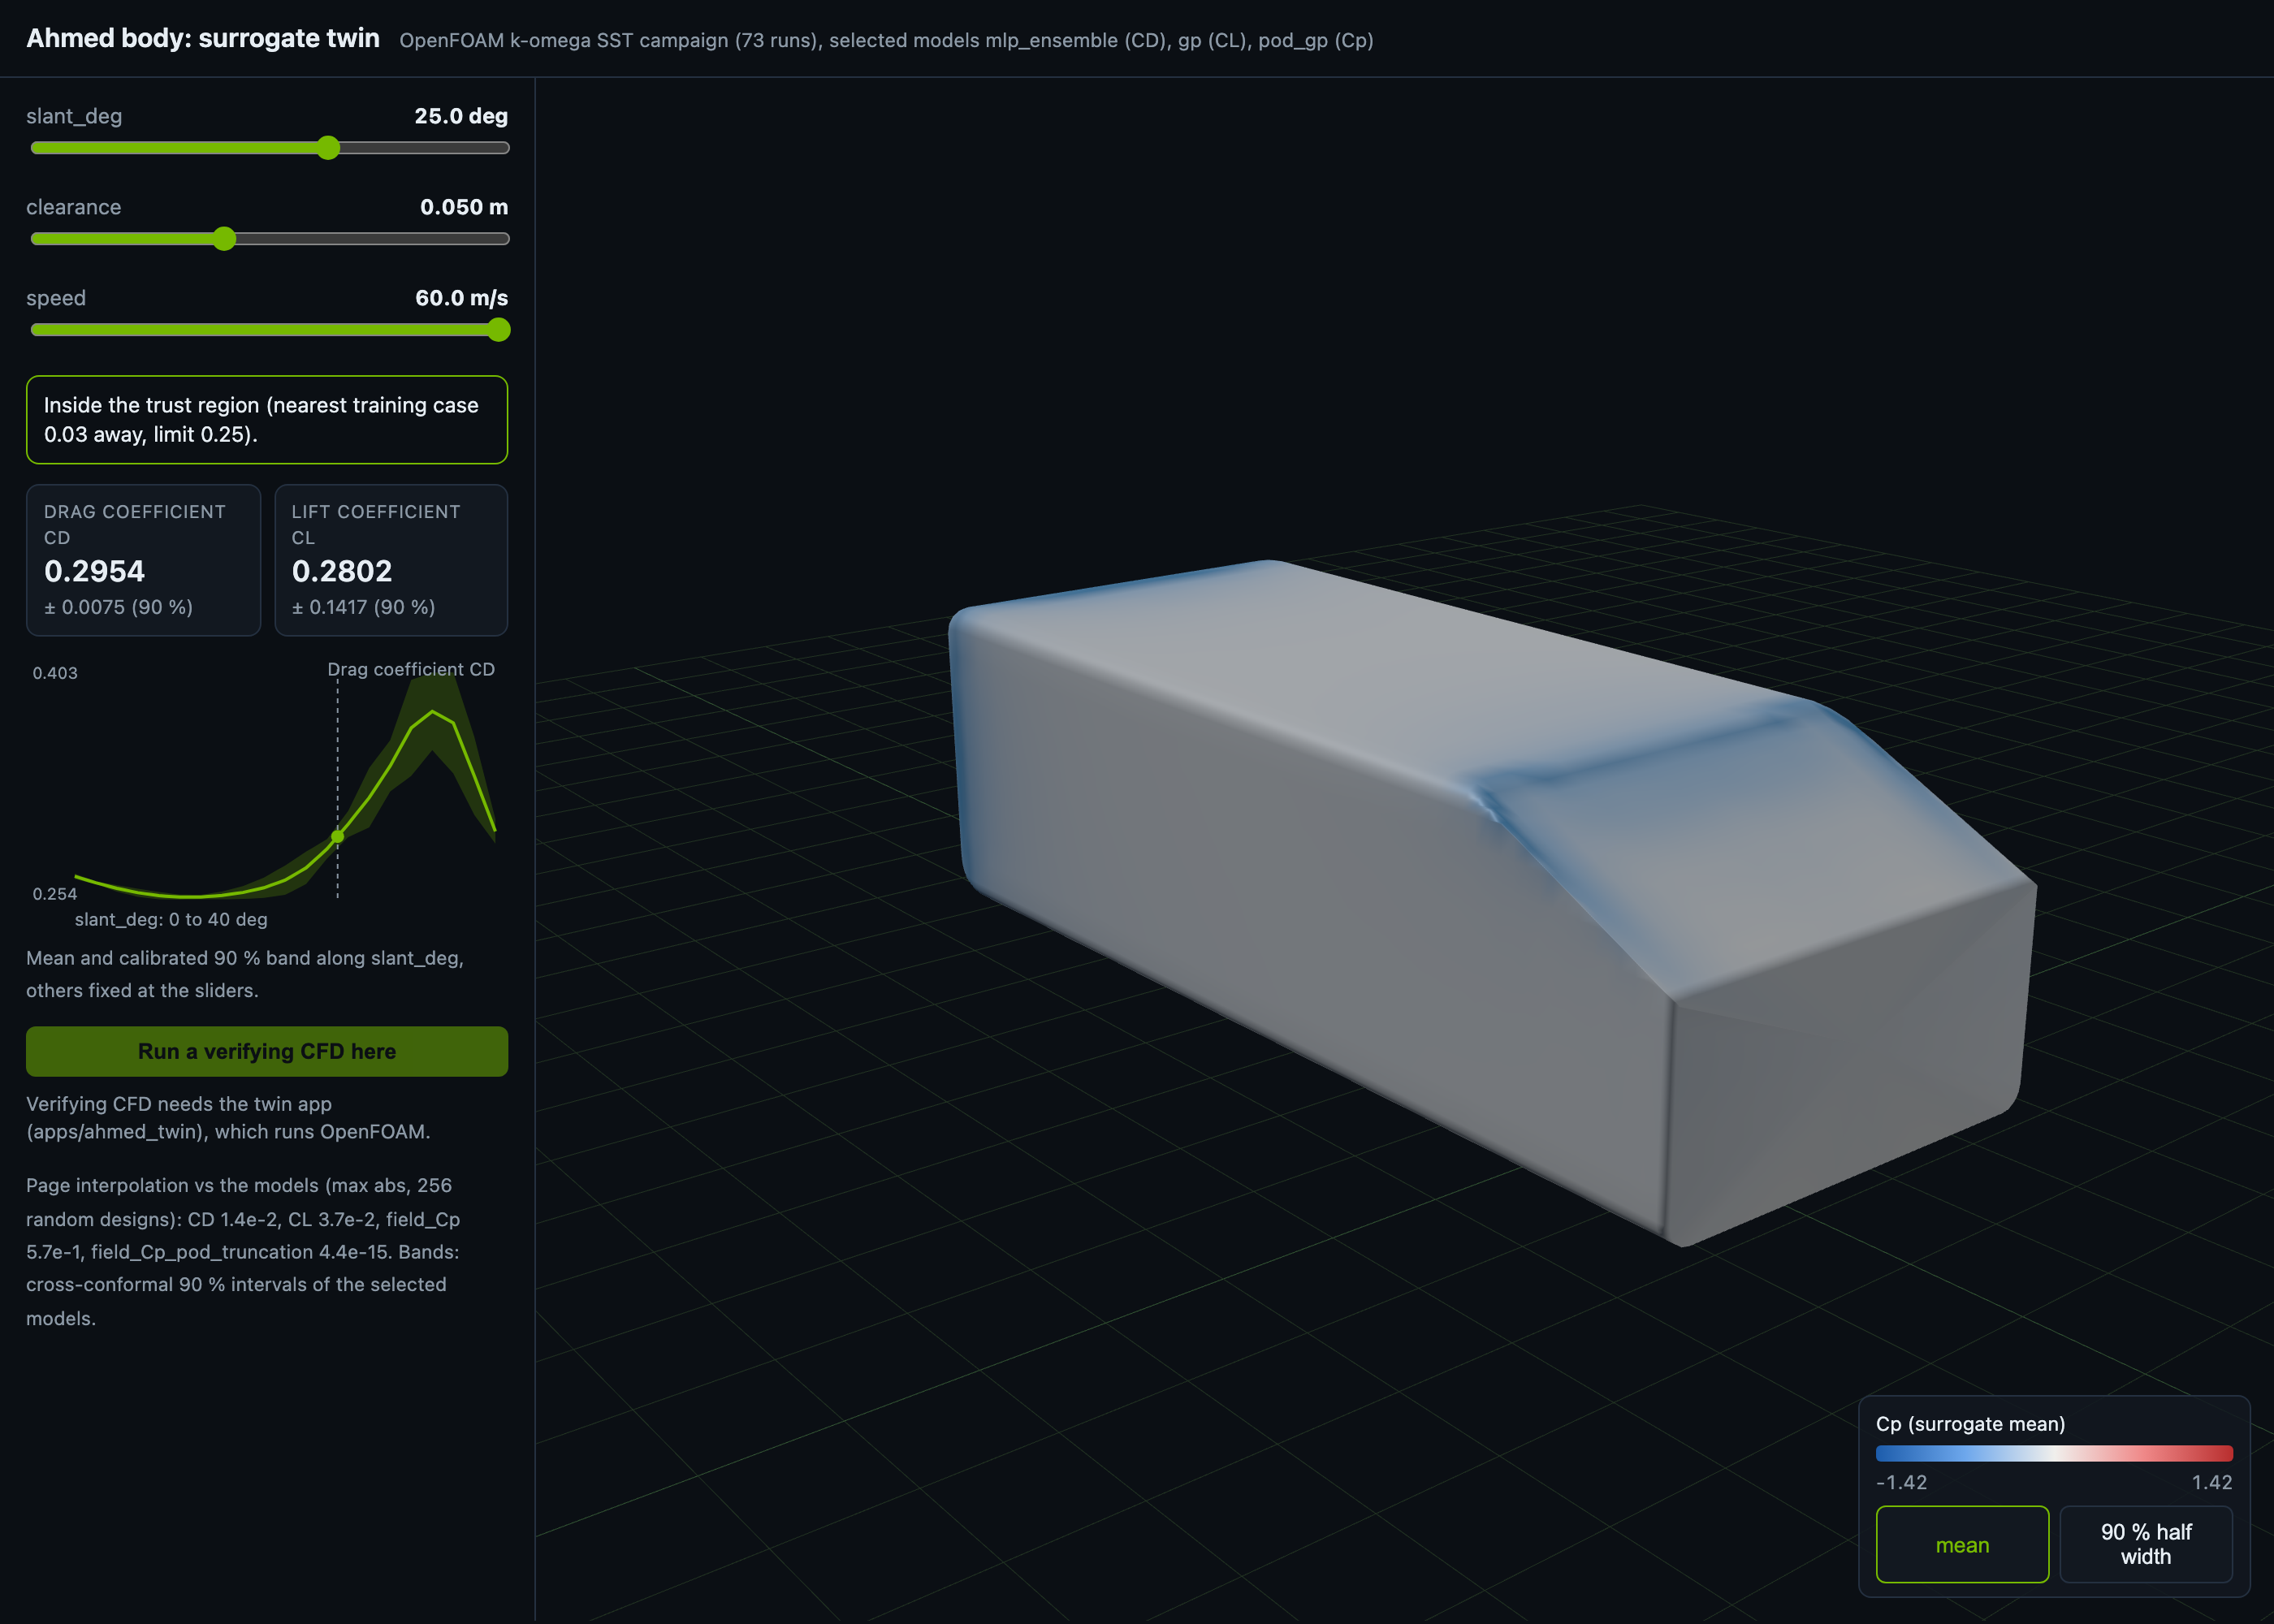 Ahmed body: surrogate twin OpenFOAM k-omega SST campaign (73 runs), selected models mlp_ensemble (CD), gp (CL), pod_gp (Cp)
slant_deg 25.0 deg
clearance 0.050 m
speed 60.0 m/s
Inside the trust region (nearest training case
0.03 away, limit 0.25).
DRAG COEFFICIENT
CD
0.2954
± 0.0075 (90 %)
LIFT COEFFICIENT
CL
0.2802
± 0.1417 (90 %)
Drag coefficient CD
0.403
0.254
slant_deg: 0 to 40 deg
Mean and calibrated 90 % band along slant_deg,
others fixed at the sliders.
Run a verifying CFD here
Verifying CFD needs the twin app
(apps/ahmed_twin), which runs OpenFOAM.
Page interpolation vs the models (max abs, 256
random designs): CD 1.4e-2, CL 3.7e-2, field_Cp
5.7e-1, field_Cp_pod_truncation 4.4e-15. Bands:
cross-conformal 90 % intervals of the selected
models.
Cp (surrogate mean)
-1.42 1.42
mean
90 % half
width